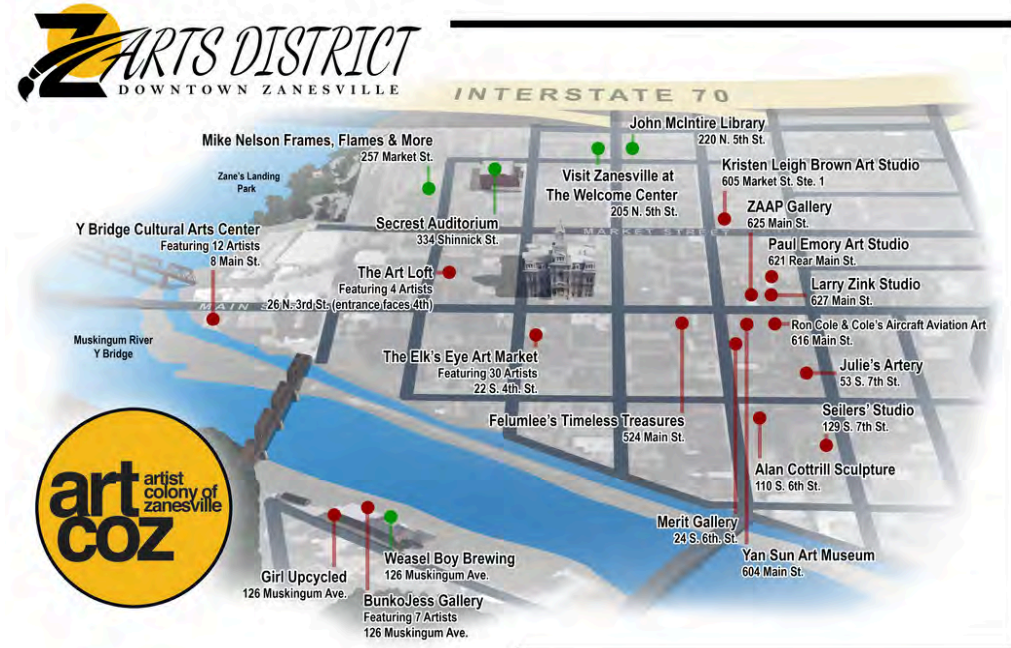 Z ARTS DISTRICT
DOWNTOWN ZANESVILLE
INTERSTATE 70
John McIntire Library
220 N. 5th St.
Mike Nelson Frames, Flames & More
257 Market St.
Zane's Landing
Park
Visit Zanesville at
The Welcome Center
205 N. 5th St.
Kristen Leigh Brown Art Studio
605 Market St. Ste. 1
ZAAP Gallery
625 Main St.
Secrest Auditorium
334 Shinnick St.
MARKET STREET
Y Bridge Cultural Arts Center
Featuring 12 Artists
8 Main St.
Paul Emory Art Studio
621 Rear Main St.
The Art Loft
Featuring 4 Artists
26 N. 3rd St. (entrance faces 4th)
Larry Zink Studio
627 Main St.
MAIN S
Ron Cole & Cole's Aircraft Aviation Art
616 Main St.
Muskingum River
Y Bridge
The Elk's Eye Art Market
Featuring 30 Artists
22 S. 4th. St.
Julie's Artery
53 S. 7th St.
Felumlee's Timeless Treasures
524 Main St.
Seilers' Studio
129 S. 7th St.
Alan Cottrill Sculpture
110 S. 6th St.
art
coz
artist
colony of
zanesville
Merit Gallery
24 S. 6th. St.
Yan Sun Art Museum
604 Main St.
Weasel Boy Brewing
126 Muskingum Ave.
Girl Upcycled
126 Muskingum Ave.
BunkoJess Gallery
Featuring 7 Artists
126 Muskingum Ave.